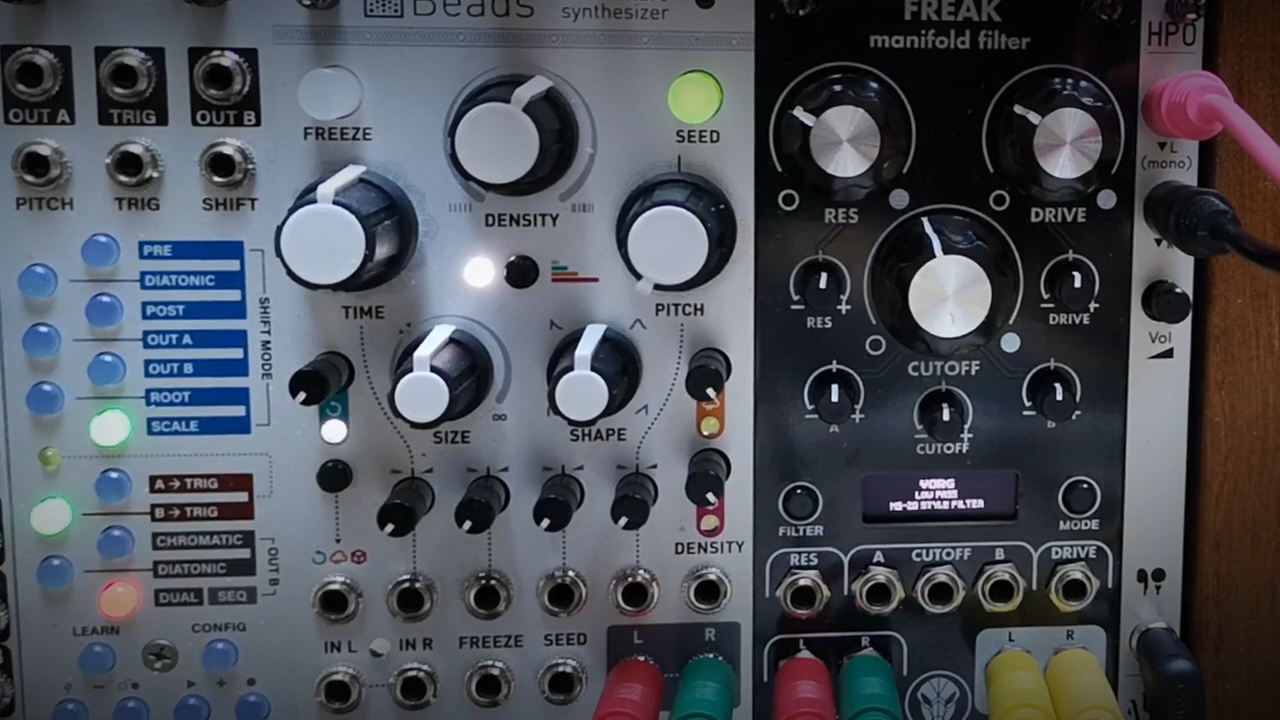 Beads
synthesizer
FREAK
manifold filter
HPO
OUT A
TRIG
OUT B
FREEZE
SEED
PITCH
TRIG
SHIFT
DENSITY
RES
DRIVE
▼L
(mono)
PRE
DIATONIC
POST
OUT A
OUT B
ROOT
SCALE
SHIFT MODE
TIME
PITCH
RES
DRIVE
Vol
CUTOFF
SIZE
∞
SHAPE
A
CUTOFF
B
A→TRIG
B→TRIG
CHROMATIC
DIATONIC
DUAL
SEQ
OUT B
VORG
LOW PASS
MS-20 STYLE FILTER
FILTER
MODE
DENSITY
RES
A
CUTOFF
B
DRIVE
LEARN
CONFIG
IN L
IN R
FREEZE
SEED
L
R
L
R
L
R